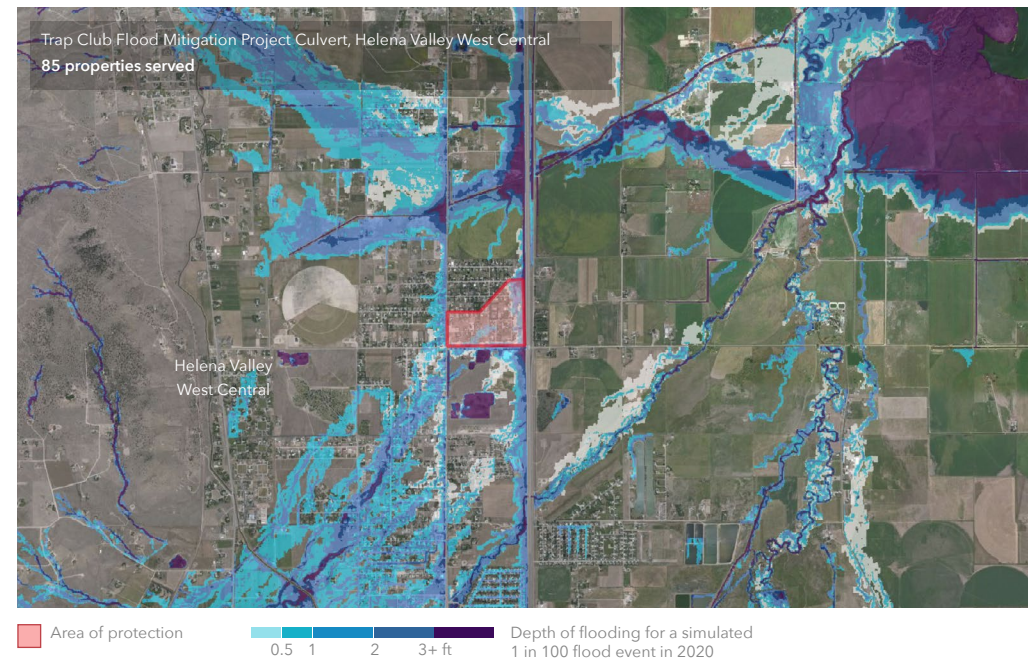 Trap Club Flood Mitigation Project Culvert, Helena Valley West Central
85 properties served
Helena Valley
West Central
Area of protection
0.5 1 2 3+ ft
Depth of flooding for a simulated
1 in 100 flood event in 2020